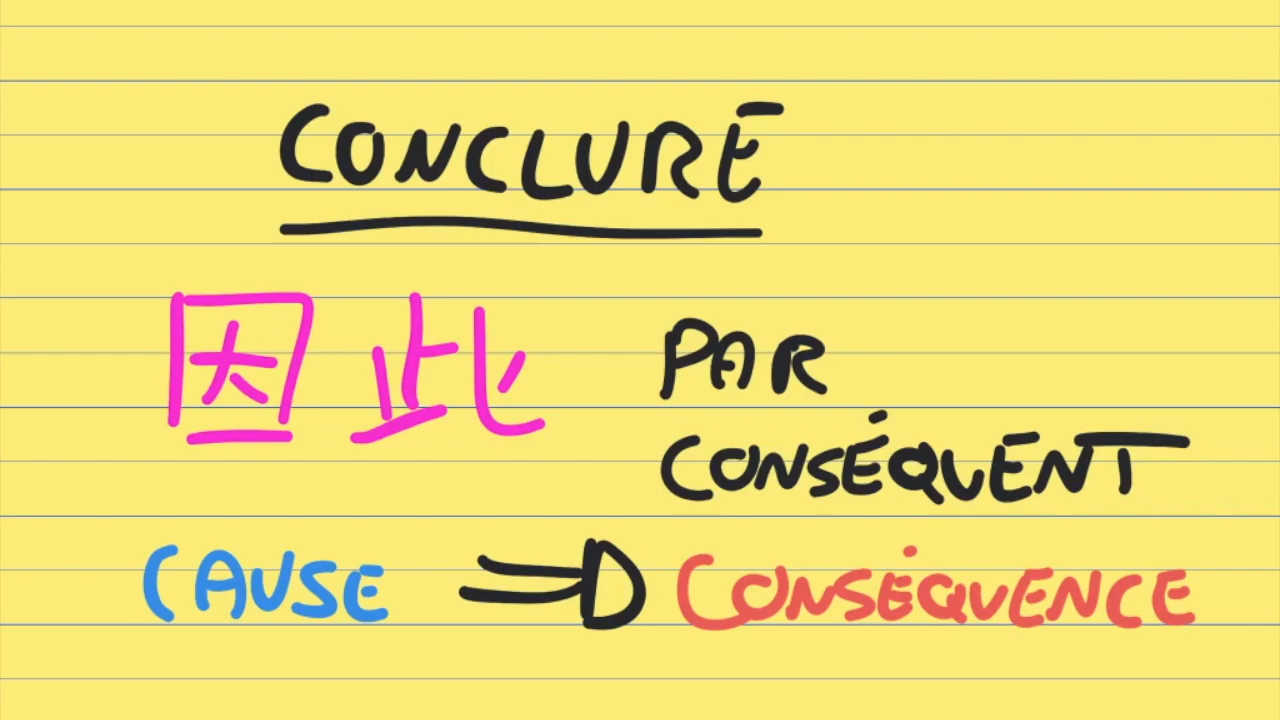 CONCLURE
因此 PAR
CONSÉQUENT
CAUSE => CONSÉQUENCE